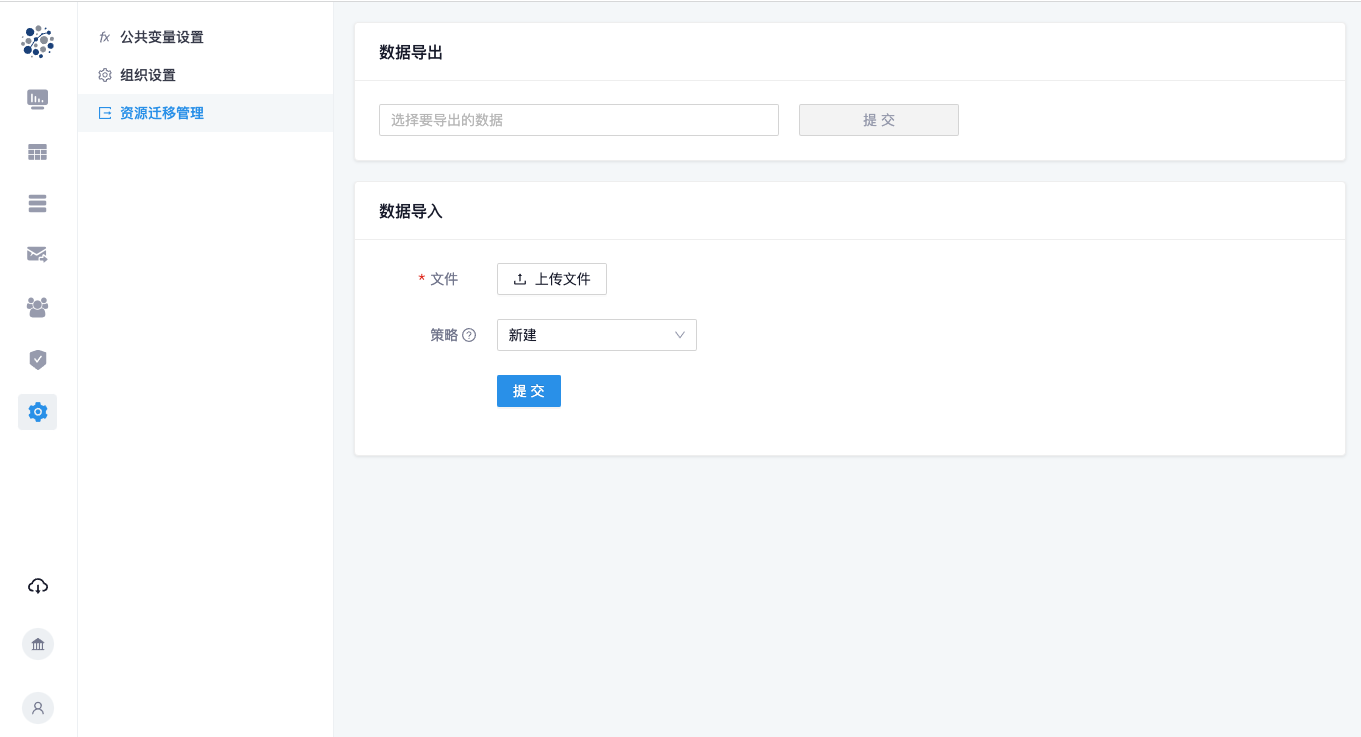 fx 公共变量设置
组织设置
资源迁移管理
数据导出
选择要导出的数据
提 交
数据导入
* 文件
上传文件
策略
新建
提 交